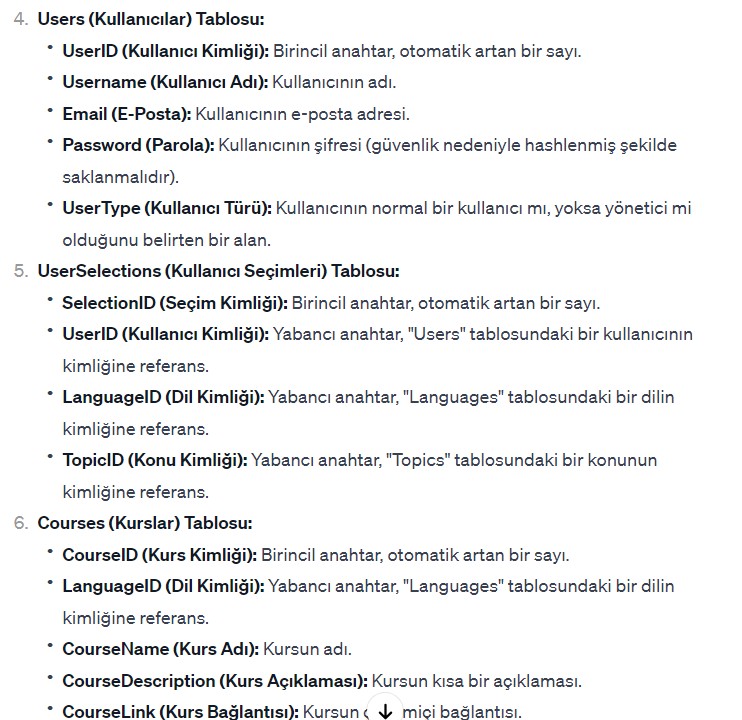 4. Users (Kullanıcılar) Tablosu:
• UserID (Kullanıcı Kimliği): Birincil anahtar, otomatik artan bir sayı.
• Username (Kullanıcı Adı): Kullanıcının adı.
• Email (E-Posta): Kullanıcının e-posta adresi.
• Password (Parola): Kullanıcının şifresi (güvenlik nedeniyle hashlenmiş şekilde
saklanmalıdır).
• UserType (Kullanıcı Türü): Kullanıcının normal bir kullanıcı mı, yoksa yönetici mi
olduğunu belirten bir alan.
5. UserSelections (Kullanıcı Seçimleri) Tablosu:
• SelectionID (Seçim Kimliği): Birincil anahtar, otomatik artan bir sayı.
• UserID (Kullanıcı Kimliği): Yabancı anahtar, "Users" tablosundaki bir kullanıcının
kimliğine referans.
• LanguageID (Dil Kimliği): Yabancı anahtar, "Languages" tablosundaki bir dilin
kimliğine referans.
• TopicID (Konu Kimliği): Yabancı anahtar, "Topics" tablosundaki bir konunun
kimliğine referans.
6. Courses (Kurslar) Tablosu:
• CourseID (Kurs Kimliği): Birincil anahtar, otomatik artan bir sayı.
• LanguageID (Dil Kimliği): Yabancı anahtar, "Languages" tablosundaki bir dilin
kimliğine referans.
• CourseName (Kurs Adı): Kursun adı.
• CourseDescription (Kurs Açıklaması): Kursun kısa bir açıklaması.
• CourseLink (Kurs Bağlantısı): Kursun bağlantısı.